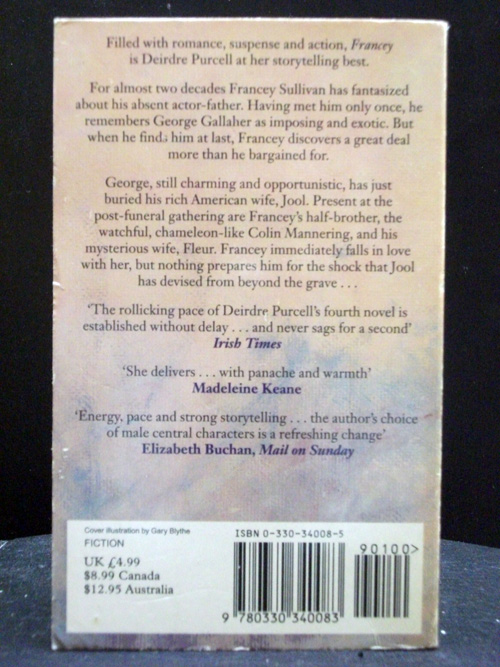 Filled with romance, suspense and action, Francey
is Deirdre Purcell at her storytelling best.
For almost two decades Francey Sullivan has fantasized
about his absent actor-father. Having met him only once, he
remembers George Gallaher as imposing and exotic. But
when he finds him at last, Francey discovers a great deal
more than he bargained for.
George, still charming and opportunistic, has just
buried his rich American wife, Jool. Present at the
post-funeral gathering are Francey's half-brother, the
watchful, chameleon-like Colin Mannering, and his
mysterious wife, Fleur. Francey immediately falls in love
with her, but nothing prepares him for the shock that Jool
has devised from beyond the grave . . .
'The rollicking pace of Deirdre Purcell's fourth novel is
established without delay . . . and never sags for a second'
Irish Times
'She delivers . . . with panache and warmth'
Madeleine Keane
'Energy, pace and strong storytelling . . . the author's choice
of male central characters is a refreshing change'
Elizabeth Buchan, Mail on Sunday
Cover illustration by Gary Blythe
FICTION
UK £4.99
$8.99 Canada
$12.95 Australia
ISBN 0-330-34008-5
90100>
9 780330 340083